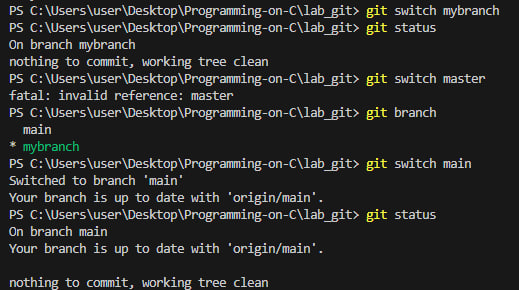 PS C:\Users\user\Desktop\Programming-on-C\lab_git> git switch mybranch
PS C:\Users\user\Desktop\Programming-on-C\lab_git> git status
On branch mybranch
nothing to commit, working tree clean
PS C:\Users\user\Desktop\Programming-on-C\lab_git> git switch master
fatal: invalid reference: master
PS C:\Users\user\Desktop\Programming-on-C\lab_git> git branch
  main
* mybranch
PS C:\Users\user\Desktop\Programming-on-C\lab_git> git switch main
Switched to branch 'main'
Your branch is up to date with 'origin/main'.
PS C:\Users\user\Desktop\Programming-on-C\lab_git> git status
On branch main
Your branch is up to date with 'origin/main'.

nothing to commit, working tree clean